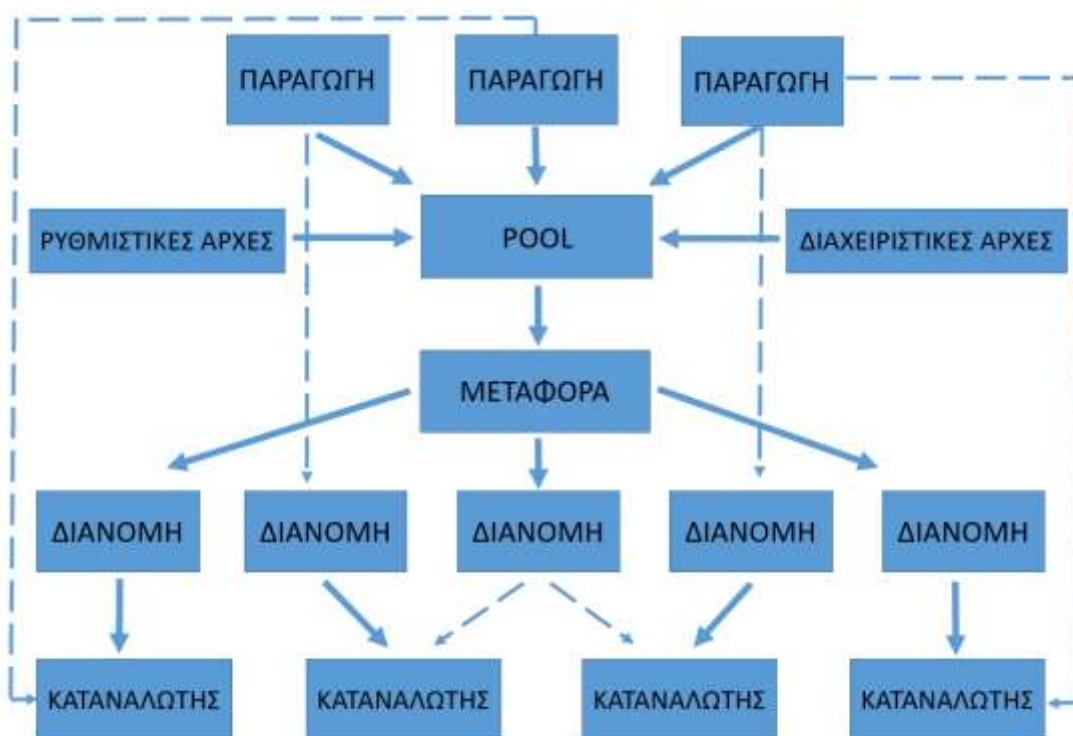 ΠΑΡΑΓΩΓΗ
ΠΑΡΑΓΩΓΗ
ΠΑΡΑΓΩΓΗ
ΡΥΘΜΙΣΤΙΚΕΣ ΑΡΧΕΣ
POOL
ΔΙΑΧΕΙΡΙΣΤΙΚΕΣ ΑΡΧΕΣ
ΜΕΤΑΦΟΡΑ
ΔΙΑΝΟΜΗ
ΔΙΑΝΟΜΗ
ΔΙΑΝΟΜΗ
ΔΙΑΝΟΜΗ
ΔΙΑΝΟΜΗ
ΚΑΤΑΝΑΛΩΤΗΣ
ΚΑΤΑΝΑΛΩΤΗΣ
ΚΑΤΑΝΑΛΩΤΗΣ
ΚΑΤΑΝΑΛΩΤΗΣ